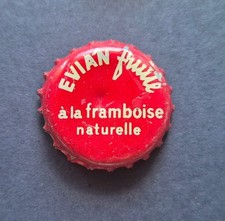 EVIAN fruité
à la framboise
naturelle